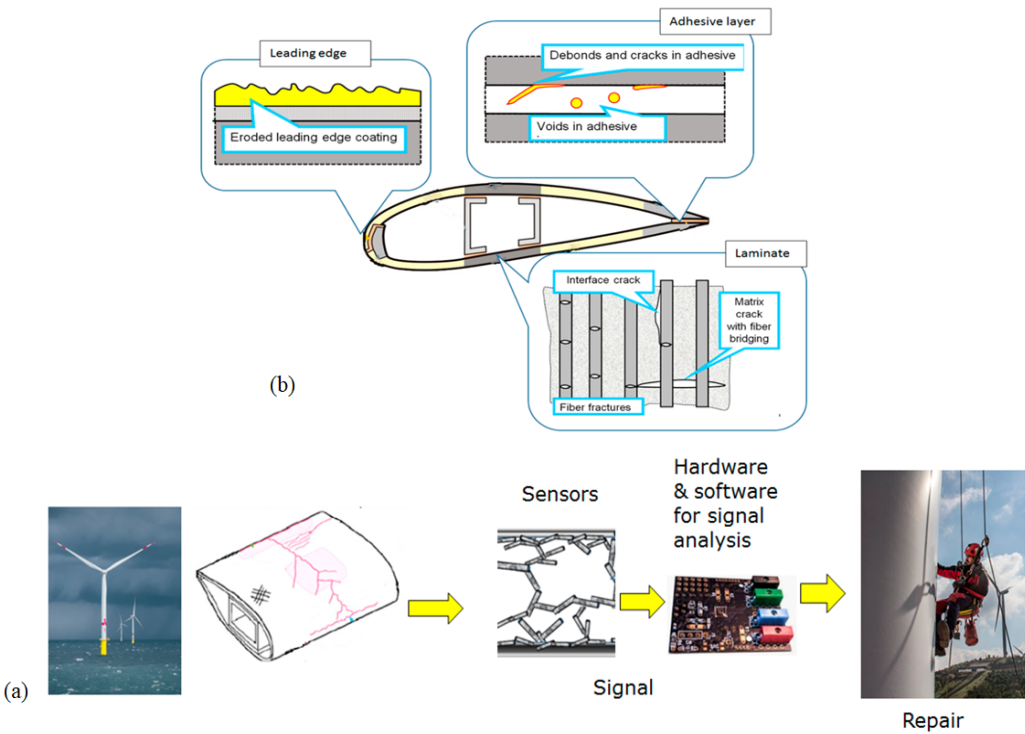 Adhesive layer
Leading edge
Debonds and cracks in adhesive
Eroded leading edge coating
Voids in adhesive
Laminate
Interface crack
Matrix
crack
with fiber
bridging
(b)
Fiber fractures
Hardware
& software
for signal
analysis
Sensors
(a)
Signal
Repair